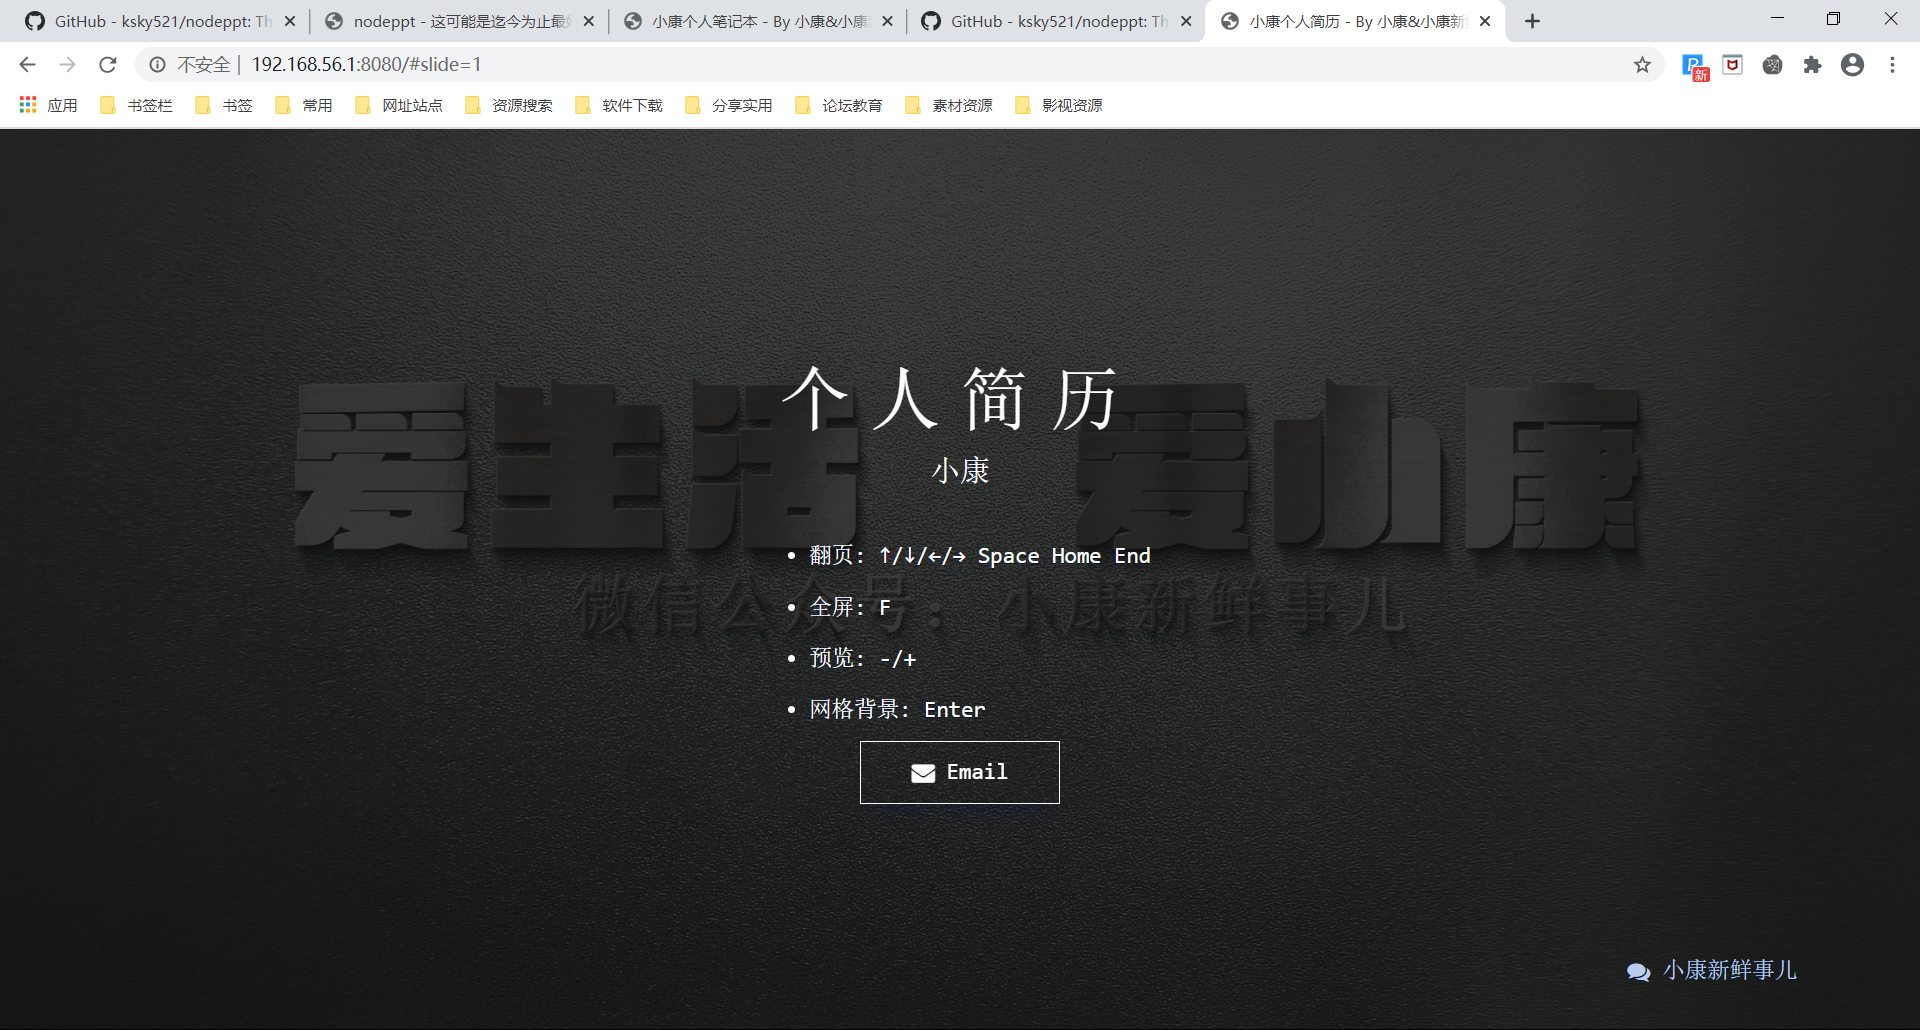 GitHub - ksky521/nodeppt: Th
nodeppt - 这可能是迄今为止最
小康个人笔记本 - By 小康&小康
GitHub - ksky521/nodeppt: Th
小康个人简历 - By 小康&小康新
不安全 | 192.168.56.1:8080/#slide=1
新
应用 书签栏 书签 常用 网址站点 资源搜索 软件下载 分享实用 论坛教育 素材资源 影视资源
个人简历
爱生活 爱小康
小康
• 翻页: ↑/↓/←/→ Space Home End
微信公众号: 小康新鲜事儿
• 全屏: F
• 预览: -/+
• 网格背景: Enter
Email
小康新鲜事儿